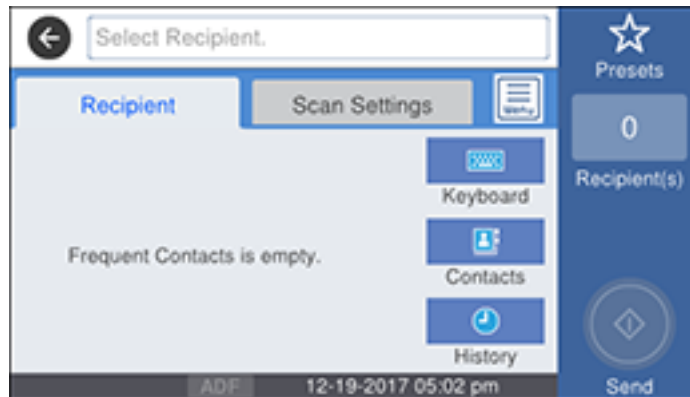 Select Recipient.
Presets
Recipient
Scan Settings
Menu
0
Recipient(s)
Keyboard
Frequent Contacts is empty.
Contacts
History
ADF
12-19-2017 05:02 pm
Send